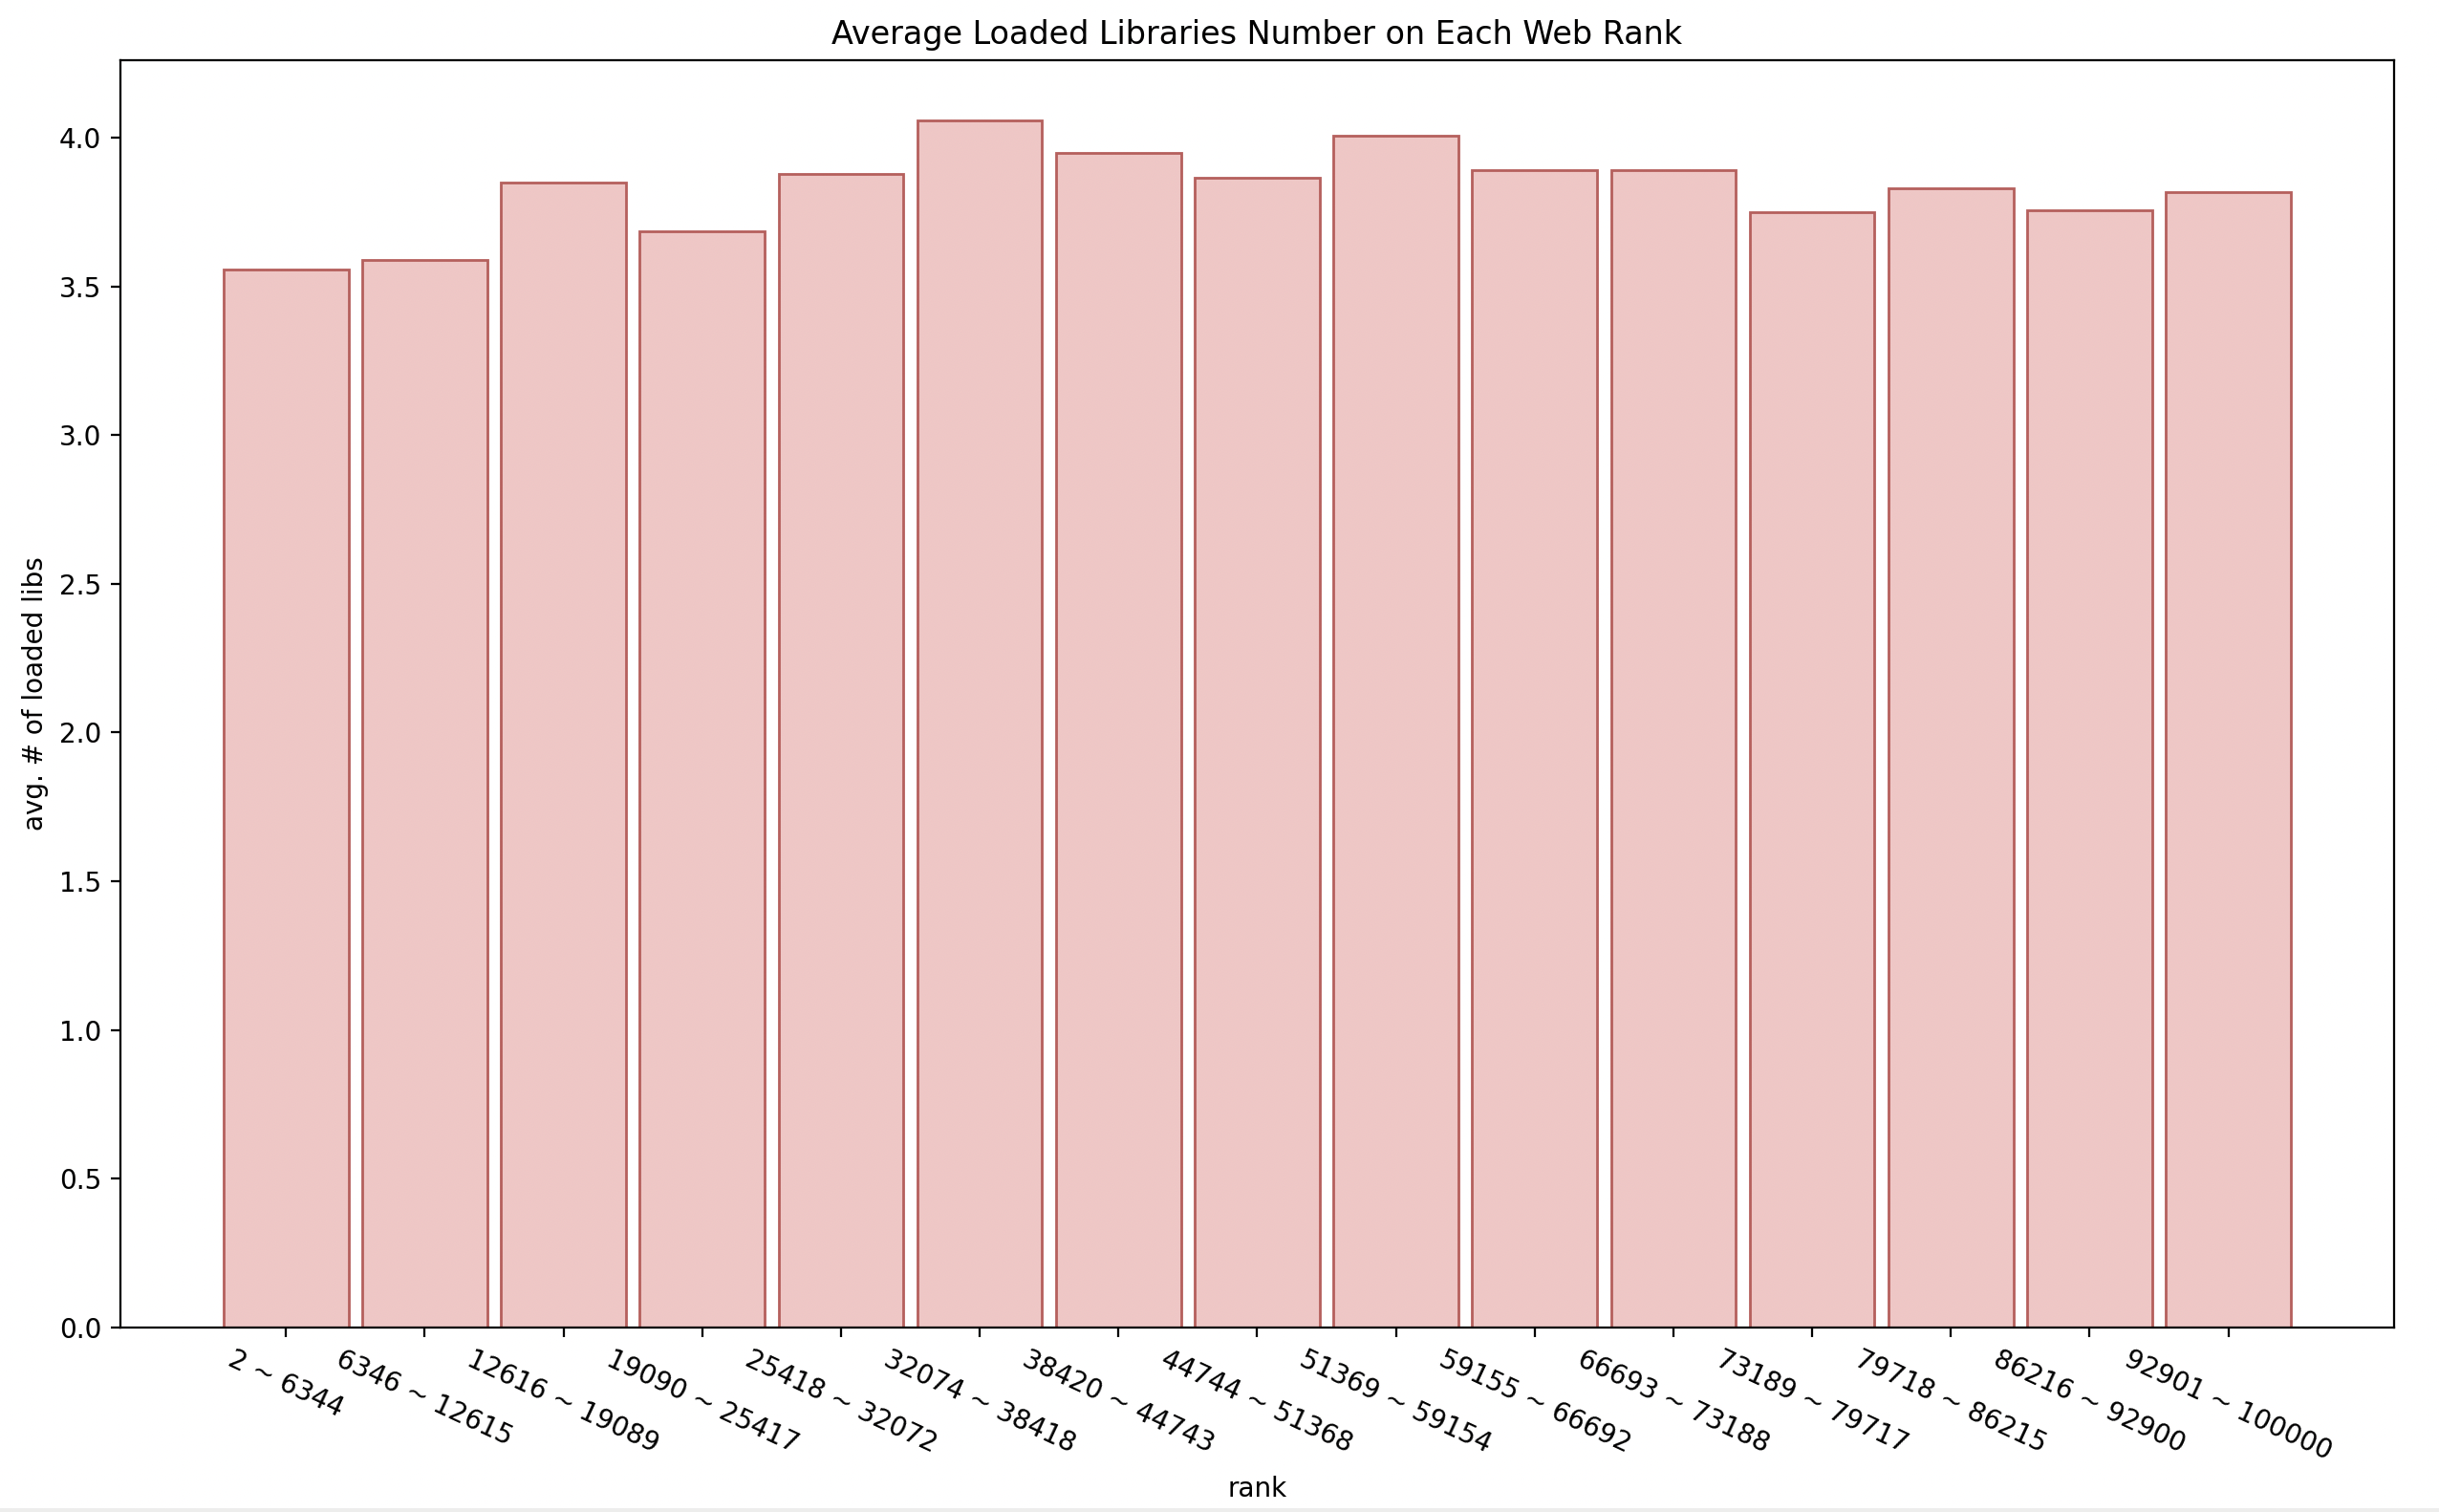 Average Loaded Libraries Number on Each Web Rank
avg. # of loaded libs
4.0
3.5
3.0
2.5
2.0
1.5
1.0
0.5
0.0
2 ~ 6344
6346 ~ 12615
12616 ~ 19089
19090 ~ 25417
25418 ~ 32072
32074 ~ 38418
38420 ~ 44743
44744 ~ 51368
51369 ~ 59154
59155 ~ 66692
66693 ~ 73188
73189 ~ 79717
79718 ~ 86215
86216 ~ 92900
92901 ~ 100000
rank